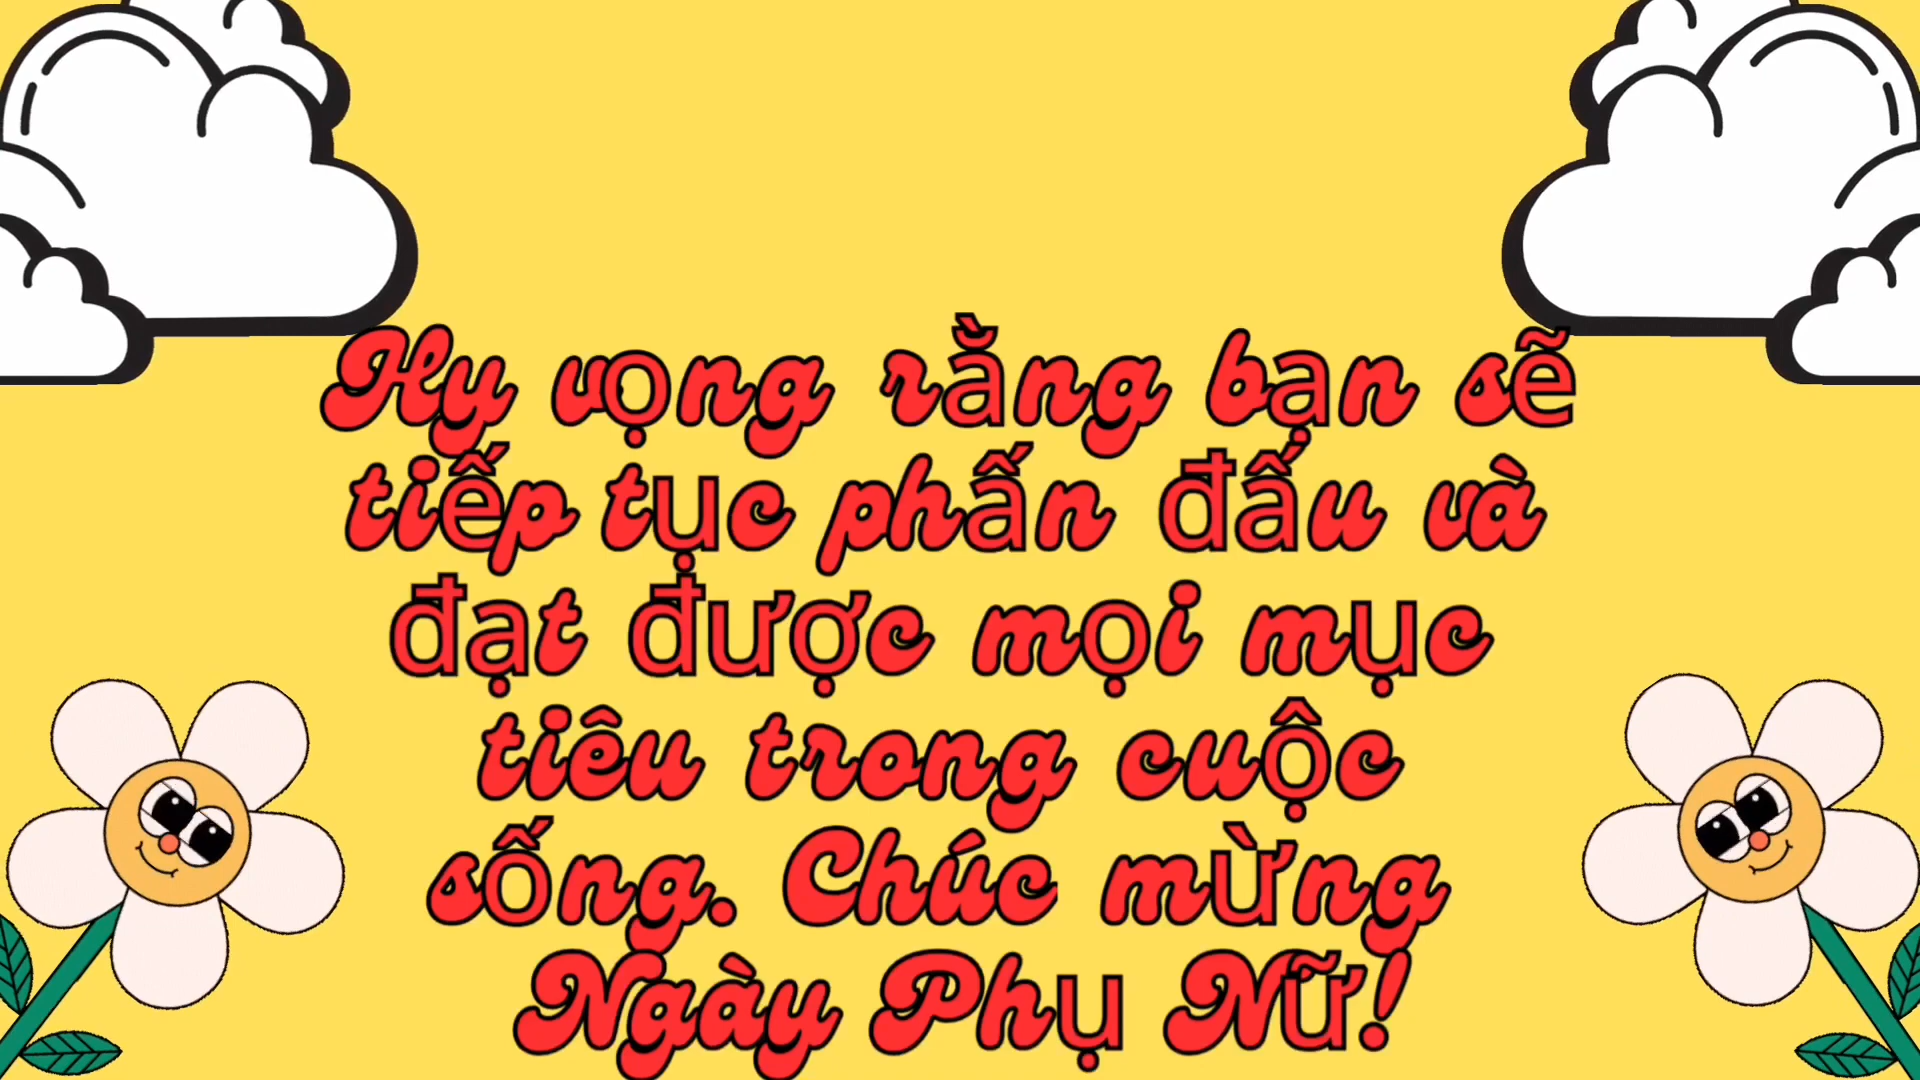 Hy vọng rằng bạn sẽ
tiếp tục phấn đấu và
đạt được mọi mục
tiêu trong cuộc
sống. Chúc mừng
Ngày Phụ Nữ!